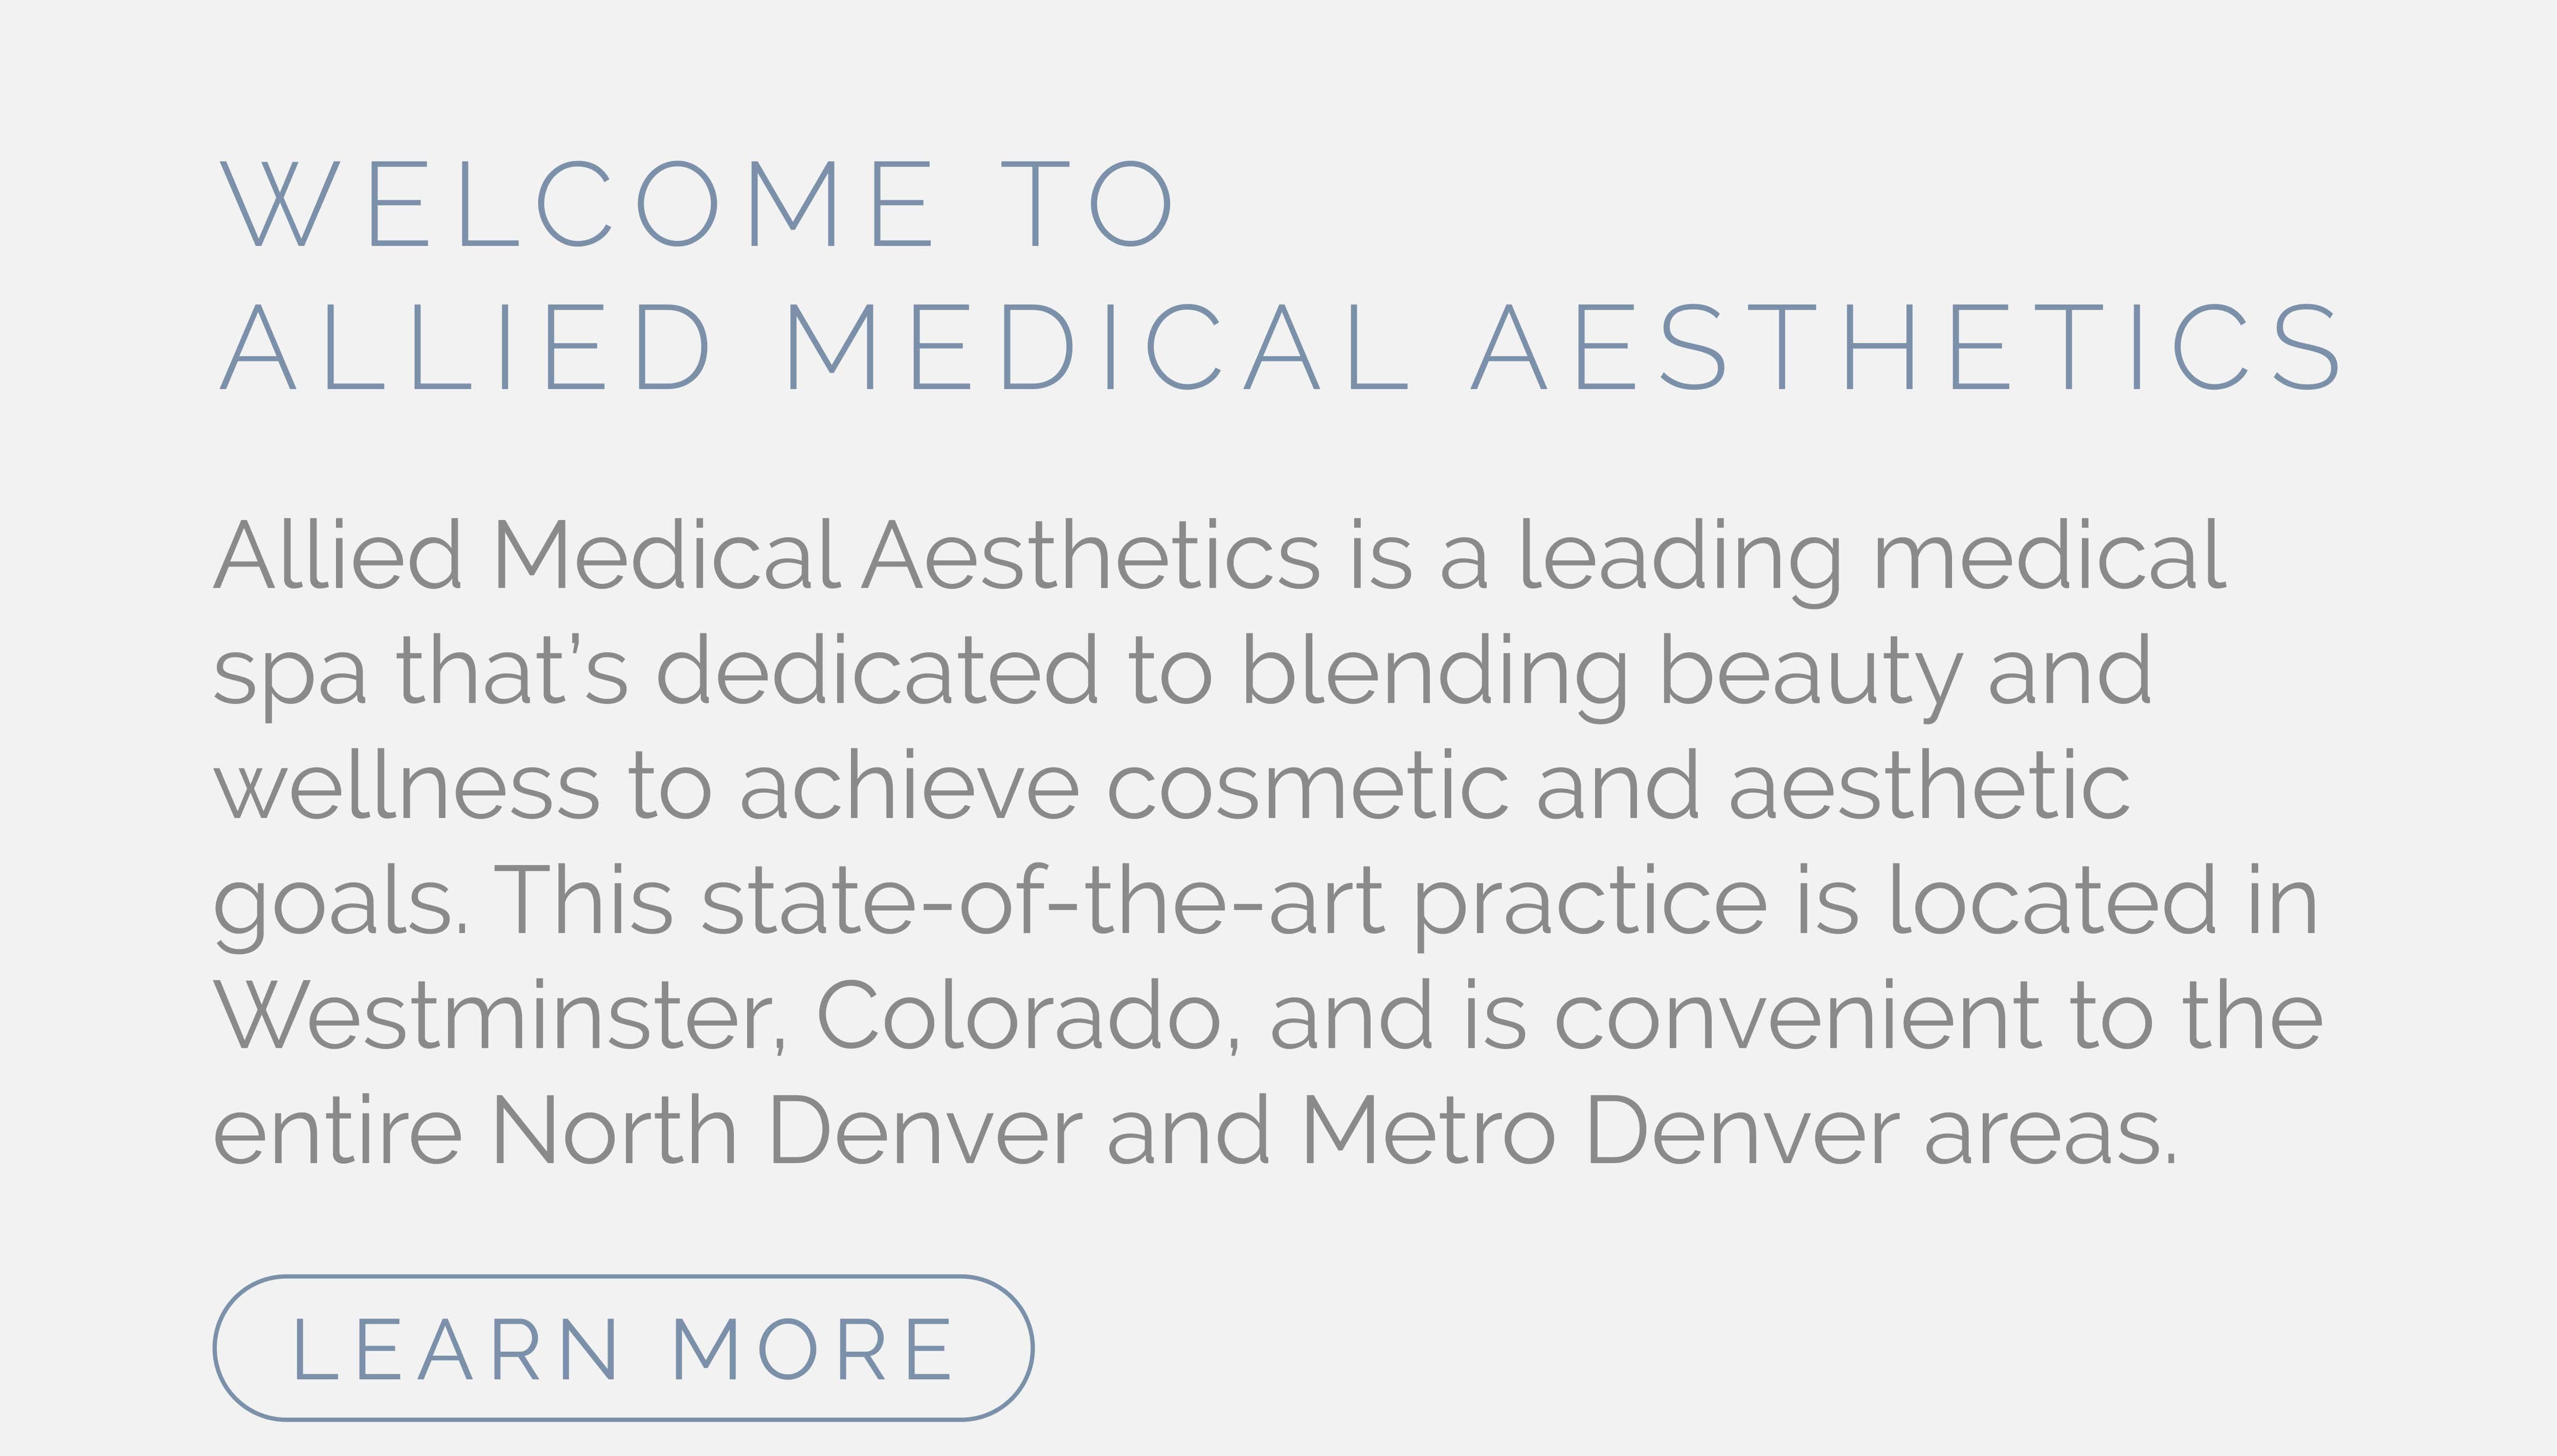 WELCOME TO
ALLIED MEDICAL AESTHETICS
Allied Medical Aesthetics is a leading medical
spa that’s dedicated to blending beauty and
wellness to achieve cosmetic and aesthetic
goals. This state-of-the-art practice is located in
Westminster, Colorado, and is convenient to the
entire North Denver and Metro Denver areas.
LEARN MORE